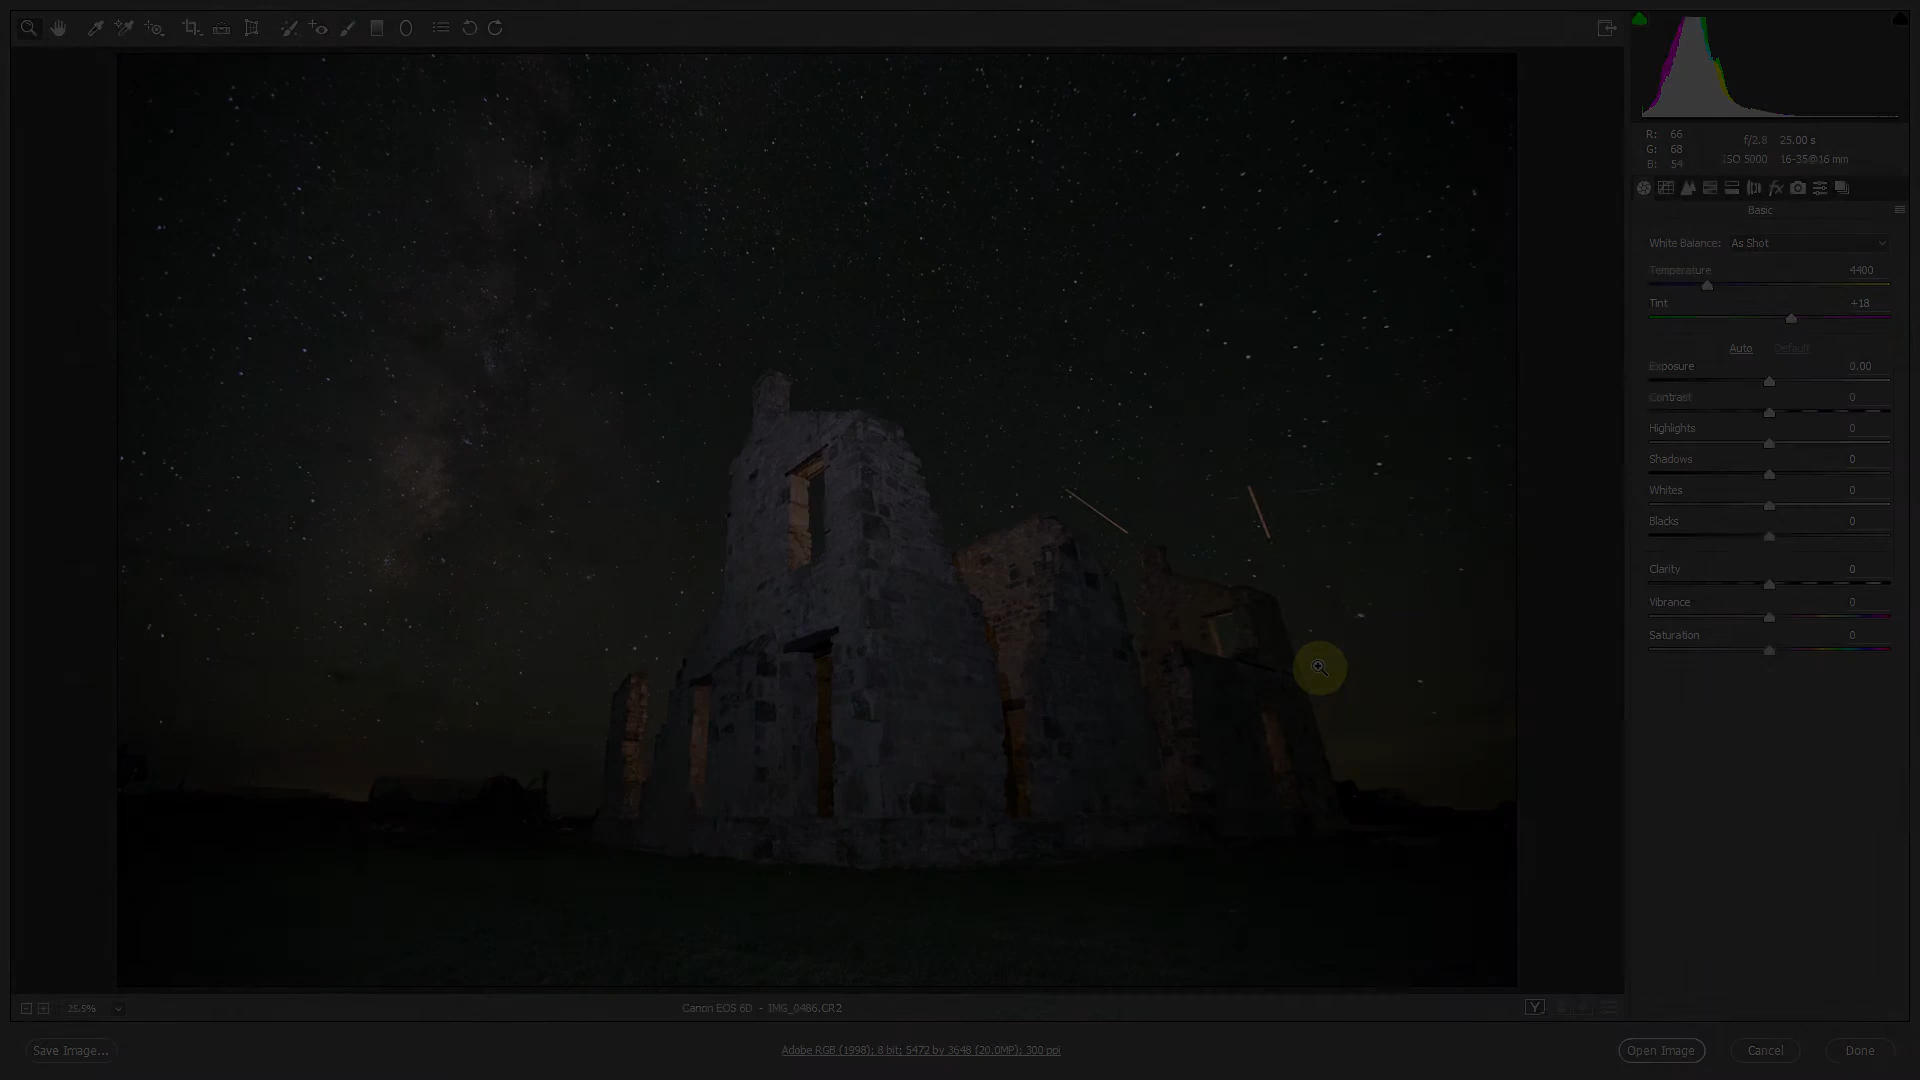 R: 66
G: 68
B: 54
f/2.8 25.00 s
ISO 5000 16-35@16 mm
fx
Basic
White Balance: As Shot
Temperature 4400
Tint +18
Auto Default
Exposure 0.00
Contrast 0
Highlights 0
Shadows 0
Whites 0
Blacks 0
Clarity 0
Vibrance 0
Saturation 0
25.5%
Canon EOS 6D - IMG_0486.CR2
Y
Save Image...
Adobe RGB (1998); 8 bit; 5472 by 3648 (20.0MP); 300 ppi
Open Image Cancel Done